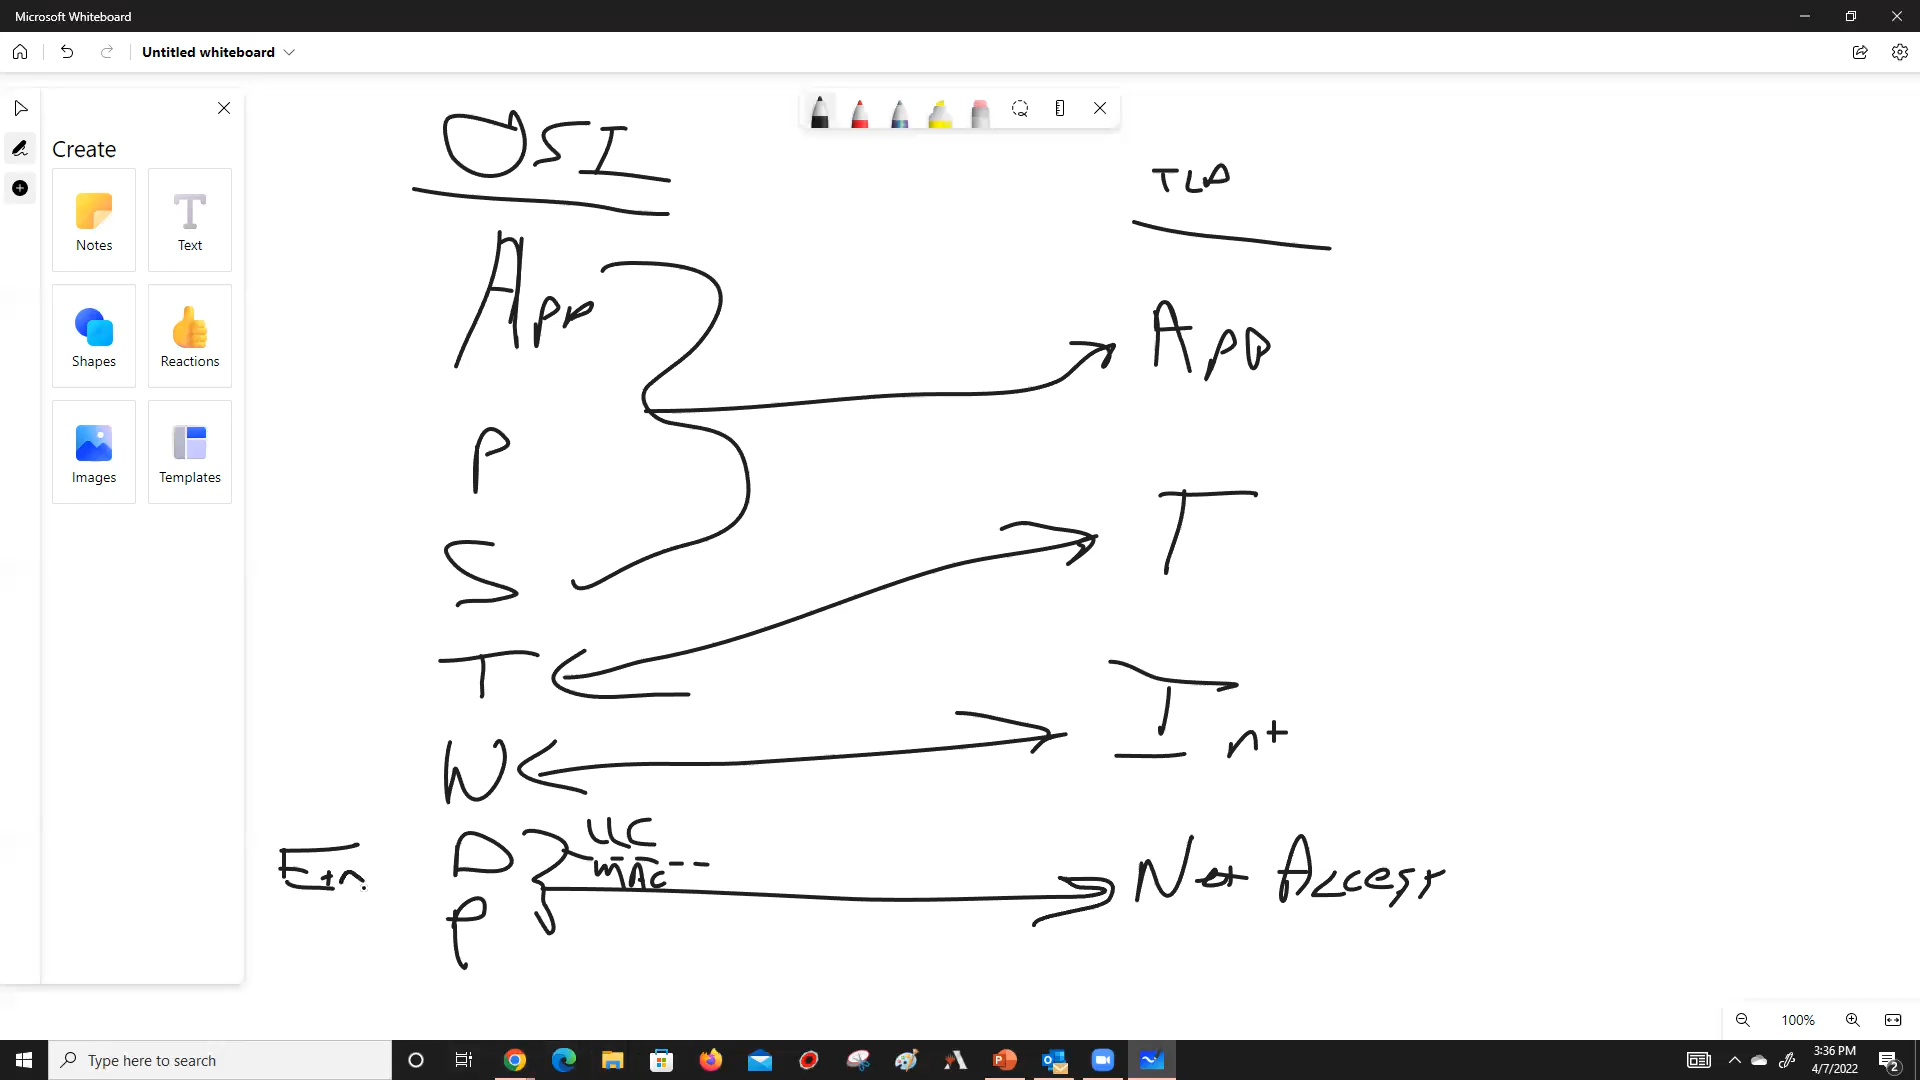 Microsoft Whiteboard
Untitled whiteboard
Create
Notes Text
Shapes Reactions
Images Templates
OSI
TCP
App
App
P
T
S
T
Int
N
LLC
D
MAC
Net Access
P
100%
Type here to search
3:36 PM
4/7/2022
2